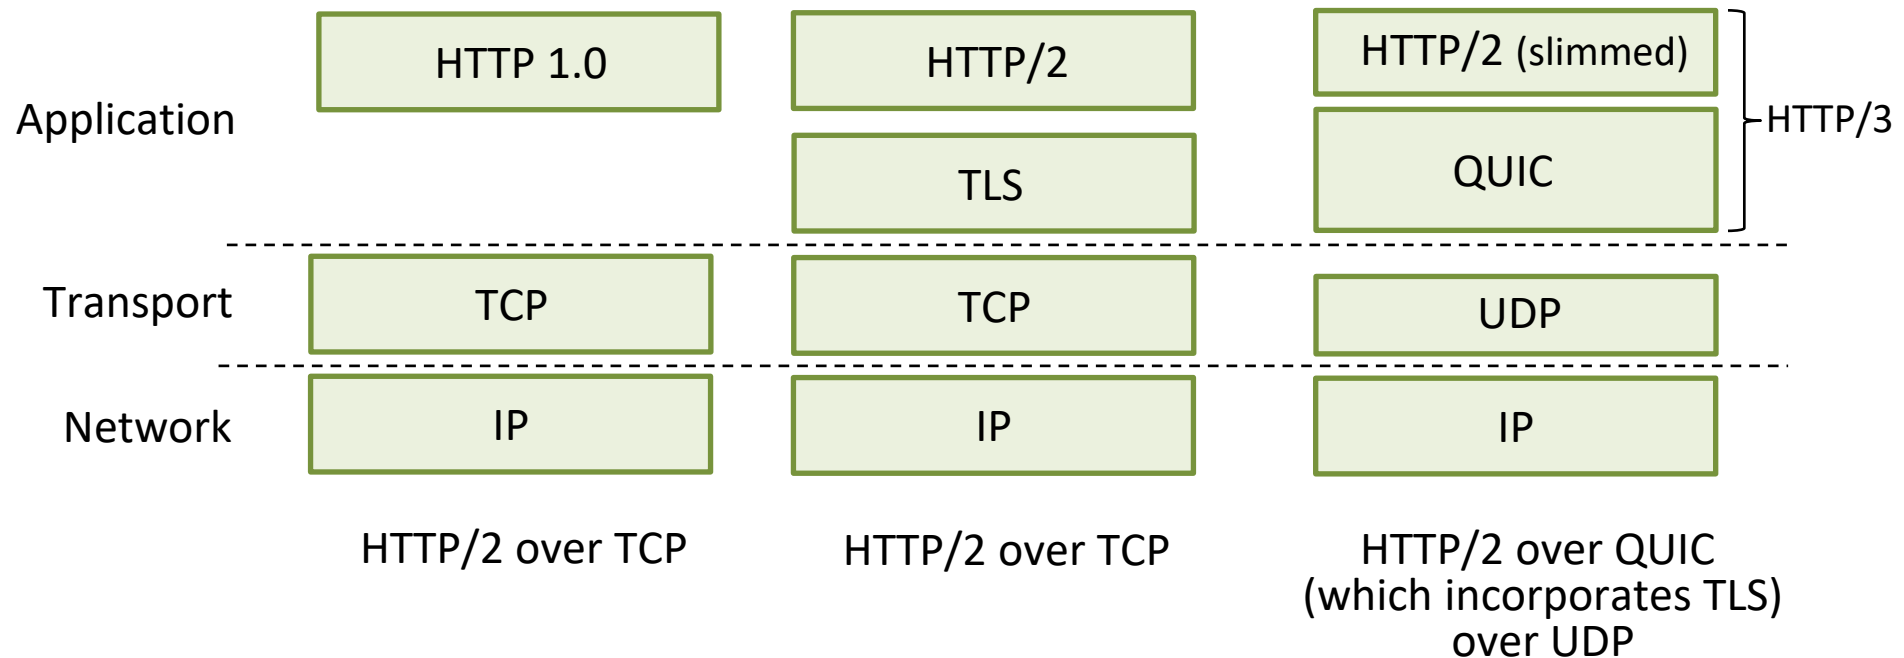 HTTP 1.0
HTTP/2
HTTP/2 (slimmed)
Application
HTTP/3
TLS
QUIC
Transport
TCP
TCP
UDP
Network
IP
IP
IP
HTTP/2 over TCP
HTTP/2 over TCP
HTTP/2 over QUIC
(which incorporates TLS)
over UDP